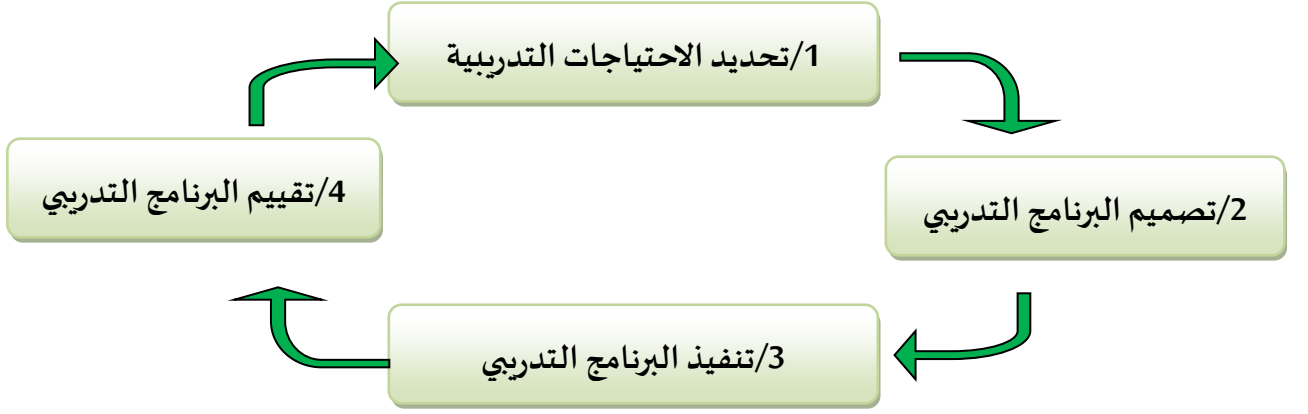 1/تحديد الاحتياجات التدريبية
2/تصميم البرنامج التدريبي
3/تنفيذ البرنامج التدريبي
4/تقييم البرنامج التدريبي